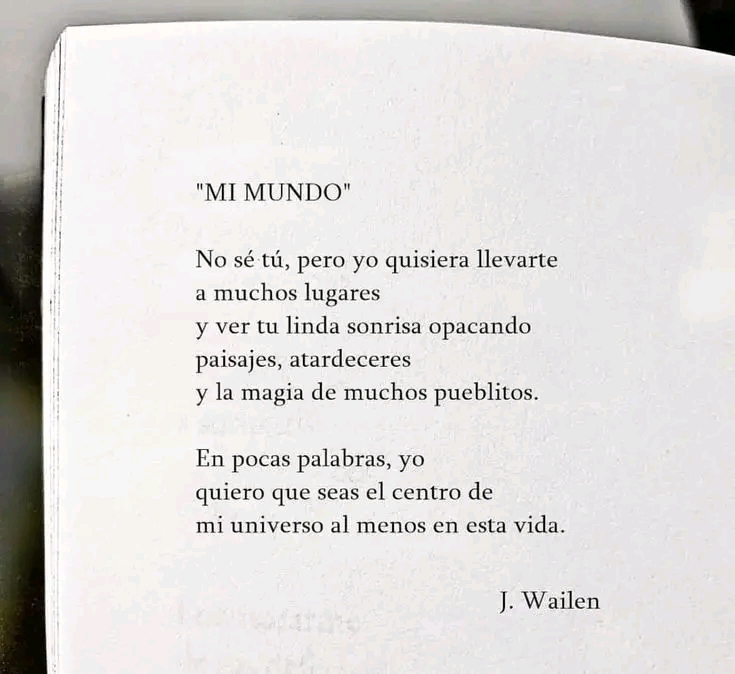 "MI MUNDO"
No sé tú, pero yo quisiera llevarte
a muchos lugares
y ver tu linda sonrisa opacando
paisajes, atardeceres
y la magia de muchos pueblitos.
En pocas palabras, yo
quiero que seas el centro de
mi universo al menos en esta vida.
J. Wailen